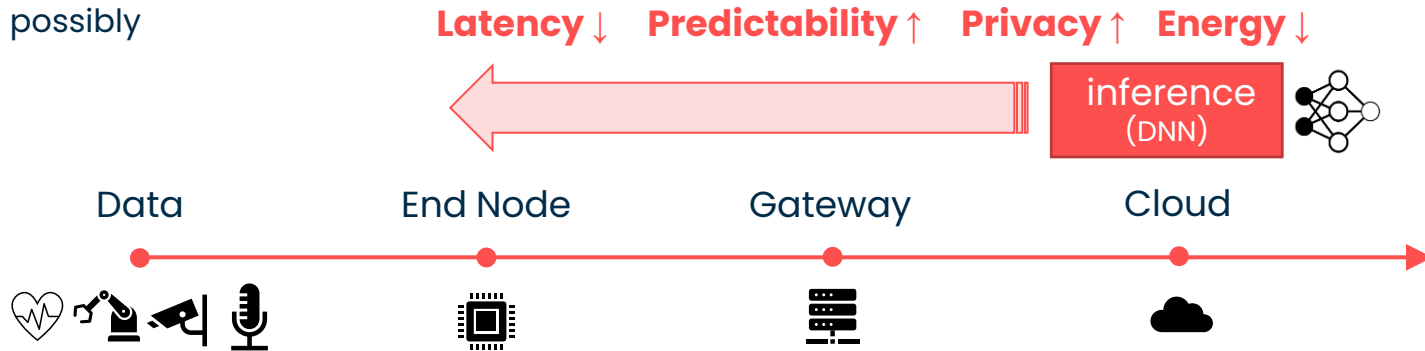 possibly
Latency ↓ Predictability ↑ Privacy ↑ Energy ↓
inference
(DNN)
Data End Node Gateway Cloud